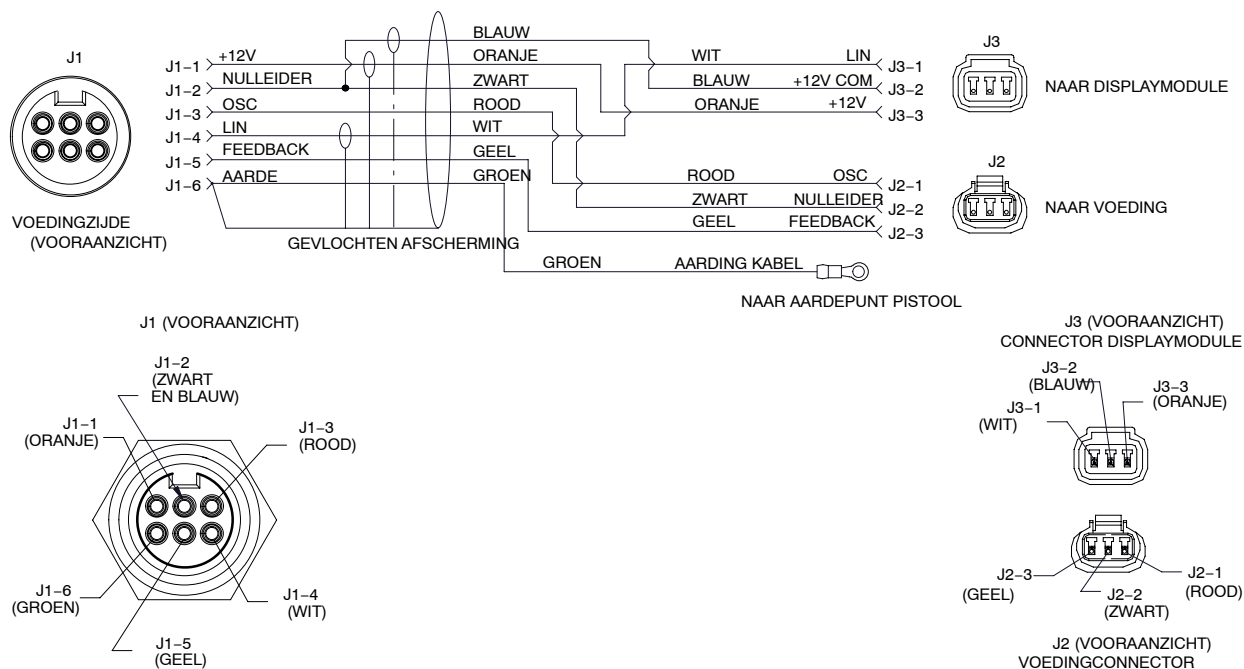 J1
VOEDINGZIJDE
(VOORAANZICHT)
J1–1 +12V
J1–2 NULLEIDER
J1–3 OSC
J1–4 LIN
J1–5 FEEDBACK
J1–6 AARDE
BLAUW
ORANJE
ZWART
ROOD
WIT
GEEL
GROEN
GEVLOCHTEN AFSCHERMING
WIT LIN J3–1
BLAUW +12V COM J3–2
ORANJE +12V J3–3
J3
NAAR DISPLAYMODULE
ROOD OSC J2–1
ZWART NULLEIDER J2–2
GEEL FEEDBACK J2–3
J2
NAAR VOEDING
GROEN AARDING KABEL
NAAR AARDEPUNT PISTOOL
J1 (VOORAANZICHT)
J1–2
(ZWART
EN BLAUW)
J1–1
(ORANJE)
J1–3
(ROOD)
J1–6
(GROEN)
J1–4
(WIT)
J1–5
(GEEL)
J3 (VOORAANZICHT)
CONNECTOR DISPLAYMODULE
J3–2
(BLAUW)
J3–3
(ORANJE)
J3–1
(WIT)
J2–3
(GEEL)
J2–1
(ROOD)
J2–2
(ZWART)
J2 (VOORAANZICHT)
VOEDINGCONNECTOR